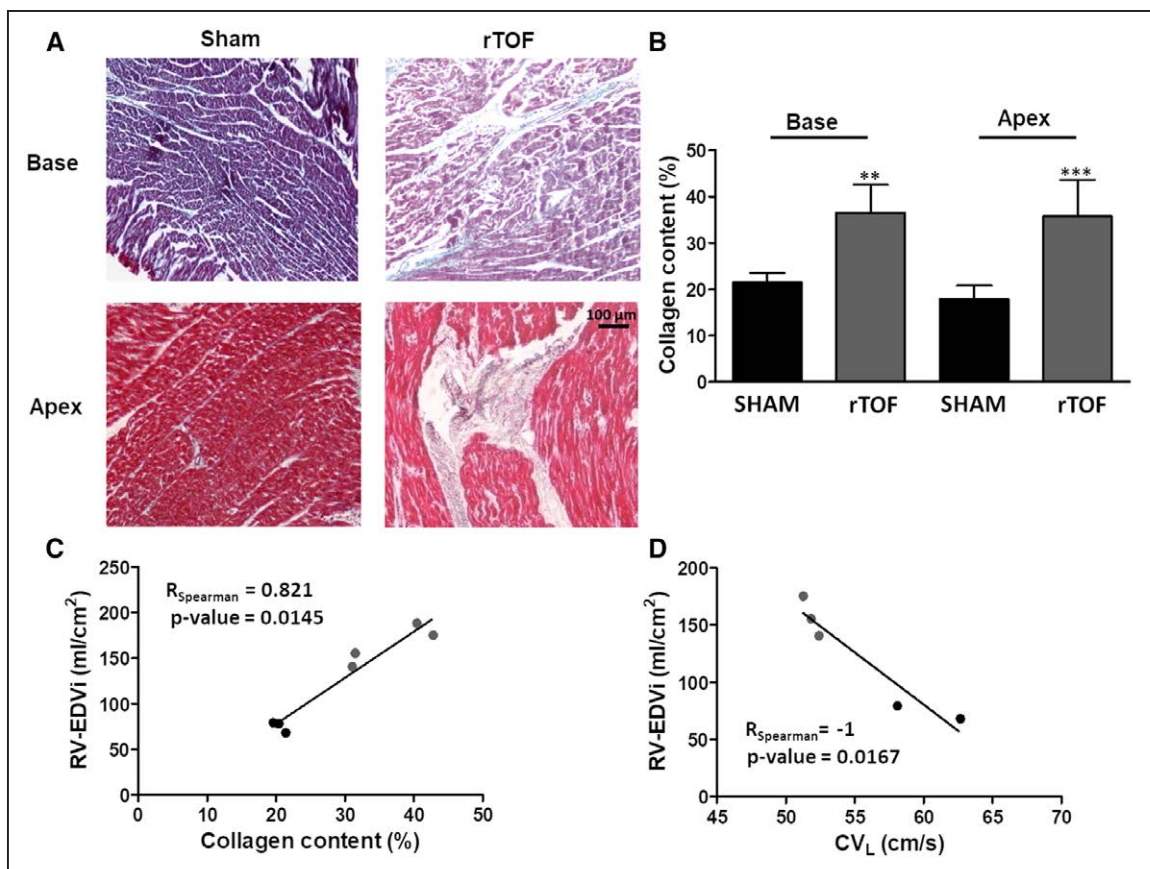 A
Sham
rTOF
Base
Apex
100 µm
B
Base
Apex
**
***
Collagen content (%)
50
40
30
20
10
0
SHAM
rTOF
SHAM
rTOF
C
RSpearman = 0.821
p-value = 0.0145
RV-EDVi (ml/cm²)
250
200
150
100
50
0
0 10 20 30 40 50
Collagen content (%)
D
RSpearman = -1
p-value = 0.0167
RV-EDVi (ml/cm²)
200
150
100
50
0
45 50 55 60 65 70
CVL (cm/s)